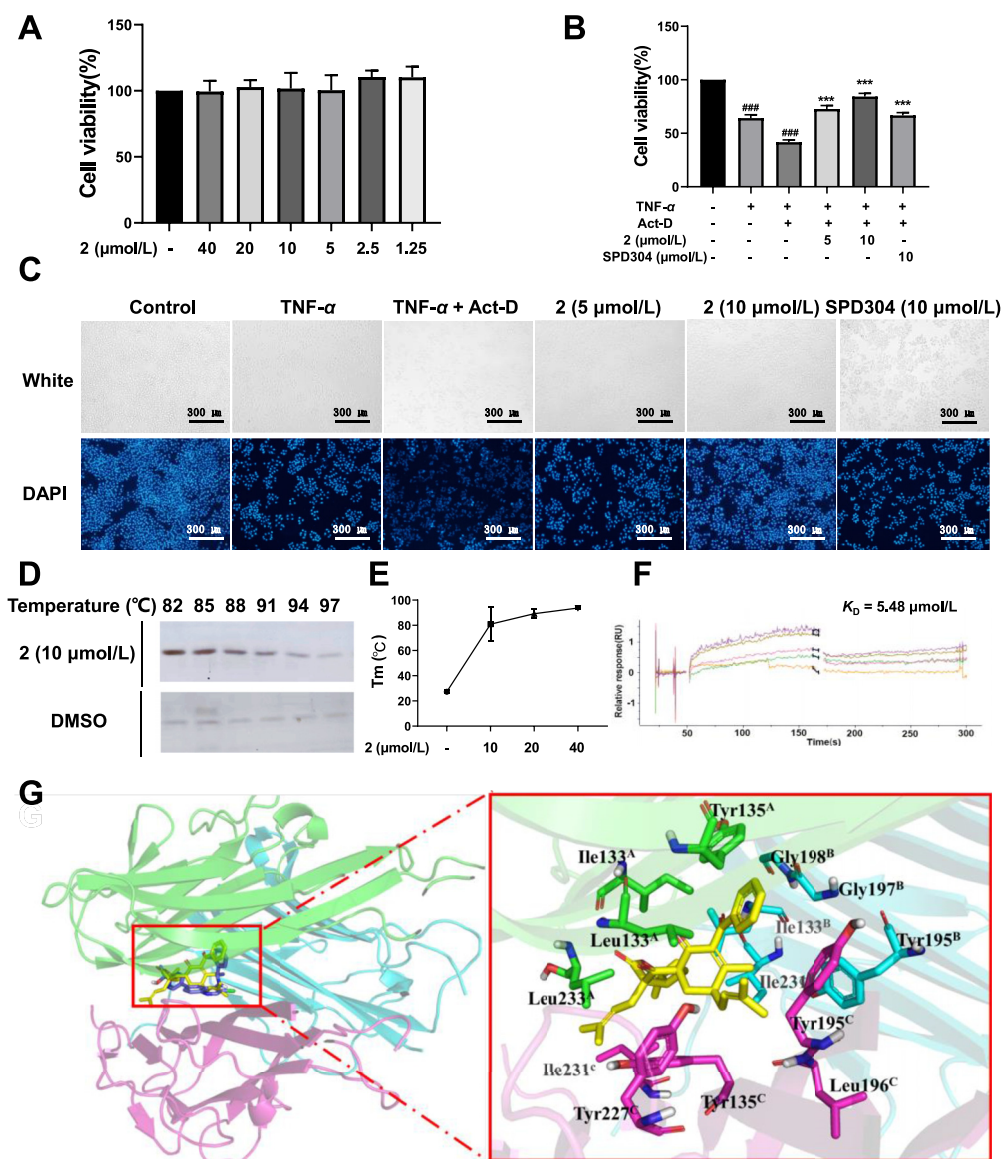 A
Cell viability(%)
150
100
50
0
2 (μmol/L) - 40 20 10 5 2.5 1.25
B
Cell viability(%)
150
100
50
0
### ### *** *** ***
TNF-α - + + + + +
Act-D - - + + + +
2 (μmol/L) - - - 5 10 -
SPD304 (μmol/L) - - - - - 10
C
Control TNF-α TNF-α + Act-D 2 (5 μmol/L) 2 (10 μmol/L) SPD304 (10 μmol/L)
White
300 μm 300 μm 300 μm 300 μm 300 μm 300 μm
DAPI
300 μm 300 μm 300 μm 300 μm 300 μm 300 μm
D
Temperature (℃) 82 85 88 91 94 97
2 (10 μmol/L)
DMSO
E
Tm (℃)
100
80
60
40
20
0
2 (μmol/L) - 10 20 40
F
KD = 5.48 μmol/L
Relative response(RU)
1
0
-1
0 50 100 150 200 250 300
Time(s)
G
G
Tyr135A
Ile133A
Gly198B
Gly197B
Leu133A
Ile133B
Tyr195B
Leu233A
Ile231
Tyr195C
Ile231c
Leu196C
Tyr227C
Tyr135C